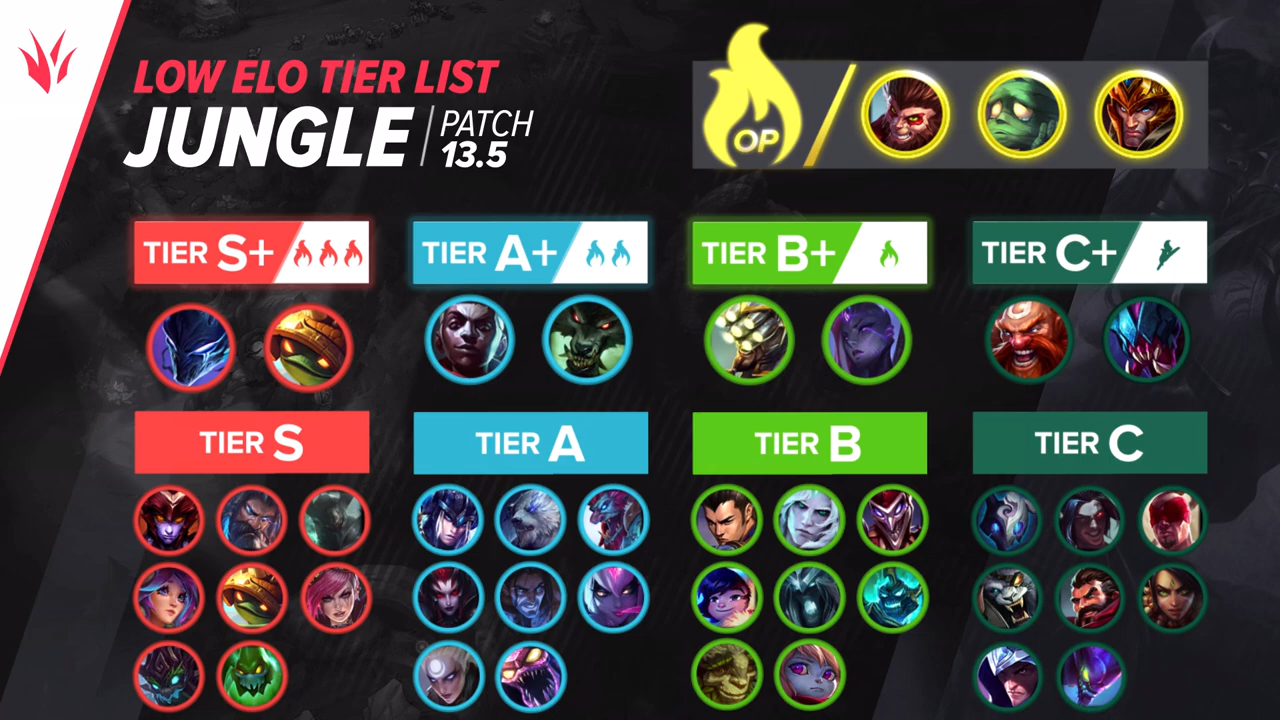 LOW ELO TIER LIST
JUNGLE
PATCH
13.5
OP
TIER S+
TIER A+
TIER B+
TIER C+
TIER S
TIER A
TIER B
TIER C